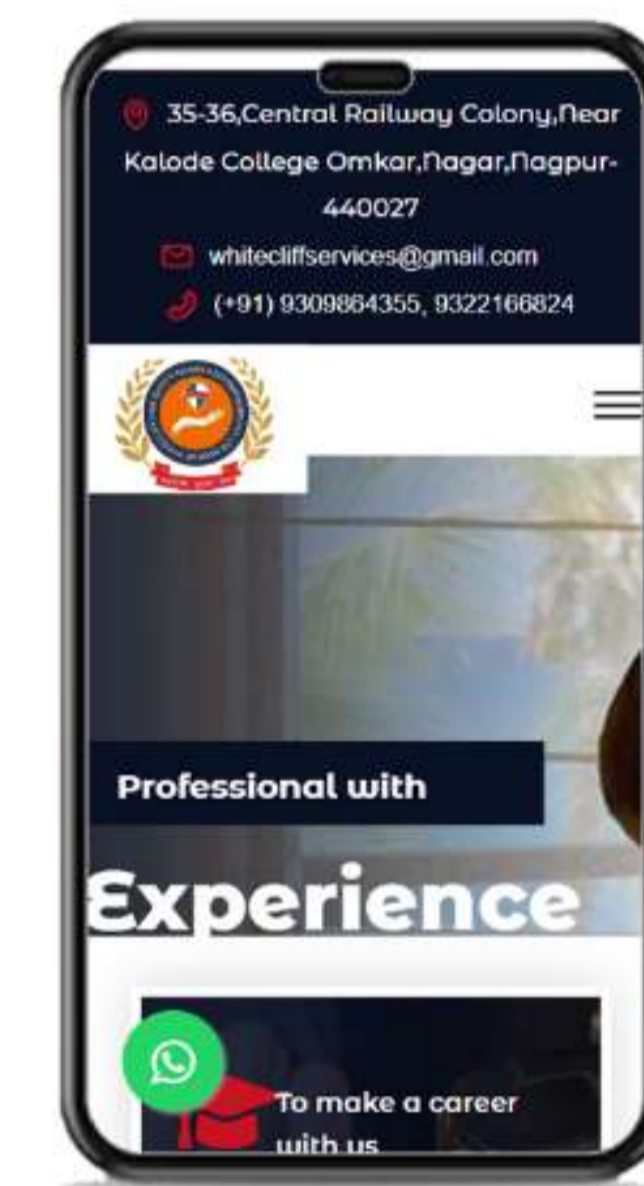 35-36,Central Railway Colony,Near
Kalode College Omkar,Nagar,Nagpur-
440027
whitecliffservices@gmail.com
(+91) 9309864355, 9322166824
Professional with
Experience
To make a career
with us